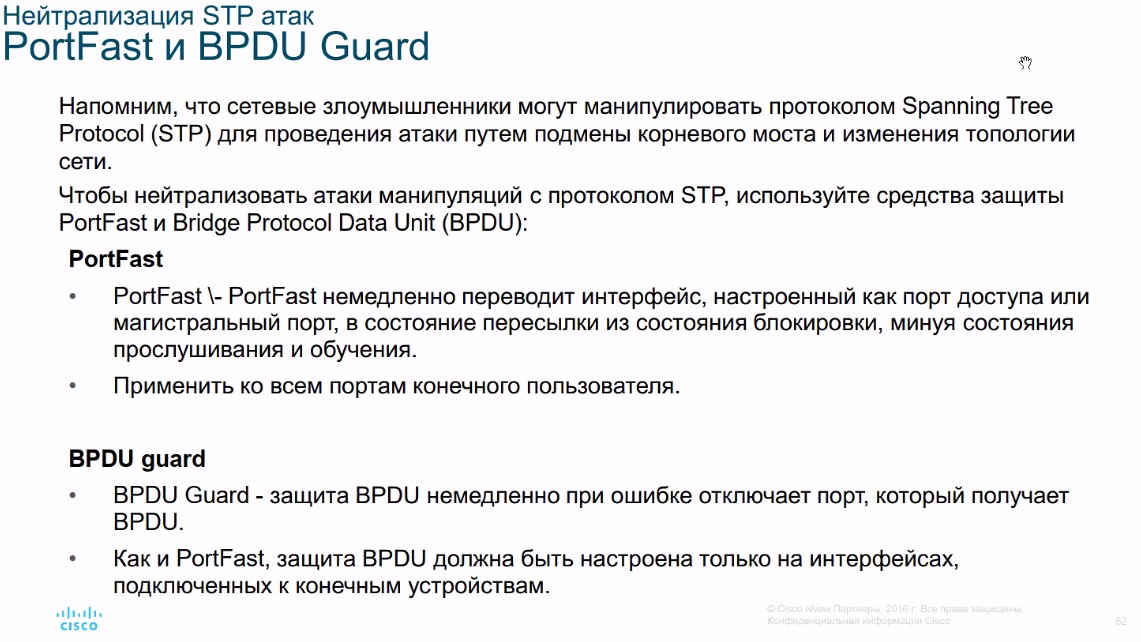 Нейтрализация STP атак
PortFast и BPDU Guard
Напомним, что сетевые злоумышленники могут манипулировать протоколом Spanning Tree
Protocol (STP) для проведения атаки путем подмены корневого моста и изменения топологии
сети.
Чтобы нейтрализовать атаки манипуляций с протоколом STP, используйте средства защиты
PortFast и Bridge Protocol Data Unit (BPDU):
PortFast
• PortFast \- PortFast немедленно переводит интерфейс, настроенный как порт доступа или
магистральный порт, в состояние пересылки из состояния блокировки, минуя состояния
прослушивания и обучения.
• Применить ко всем портам конечного пользователя.
BPDU guard
• BPDU Guard - защита BPDU немедленно при ошибке отключает порт, который получает
BPDU.
• Как и PortFast, защита BPDU должна быть настроена только на интерфейсах,
подключенных к конечным устройствам.
CISCO
© Cisco и/или Партнеры, 2016 г. Все права защищены.
Конфиденциальная информация Cisco
62